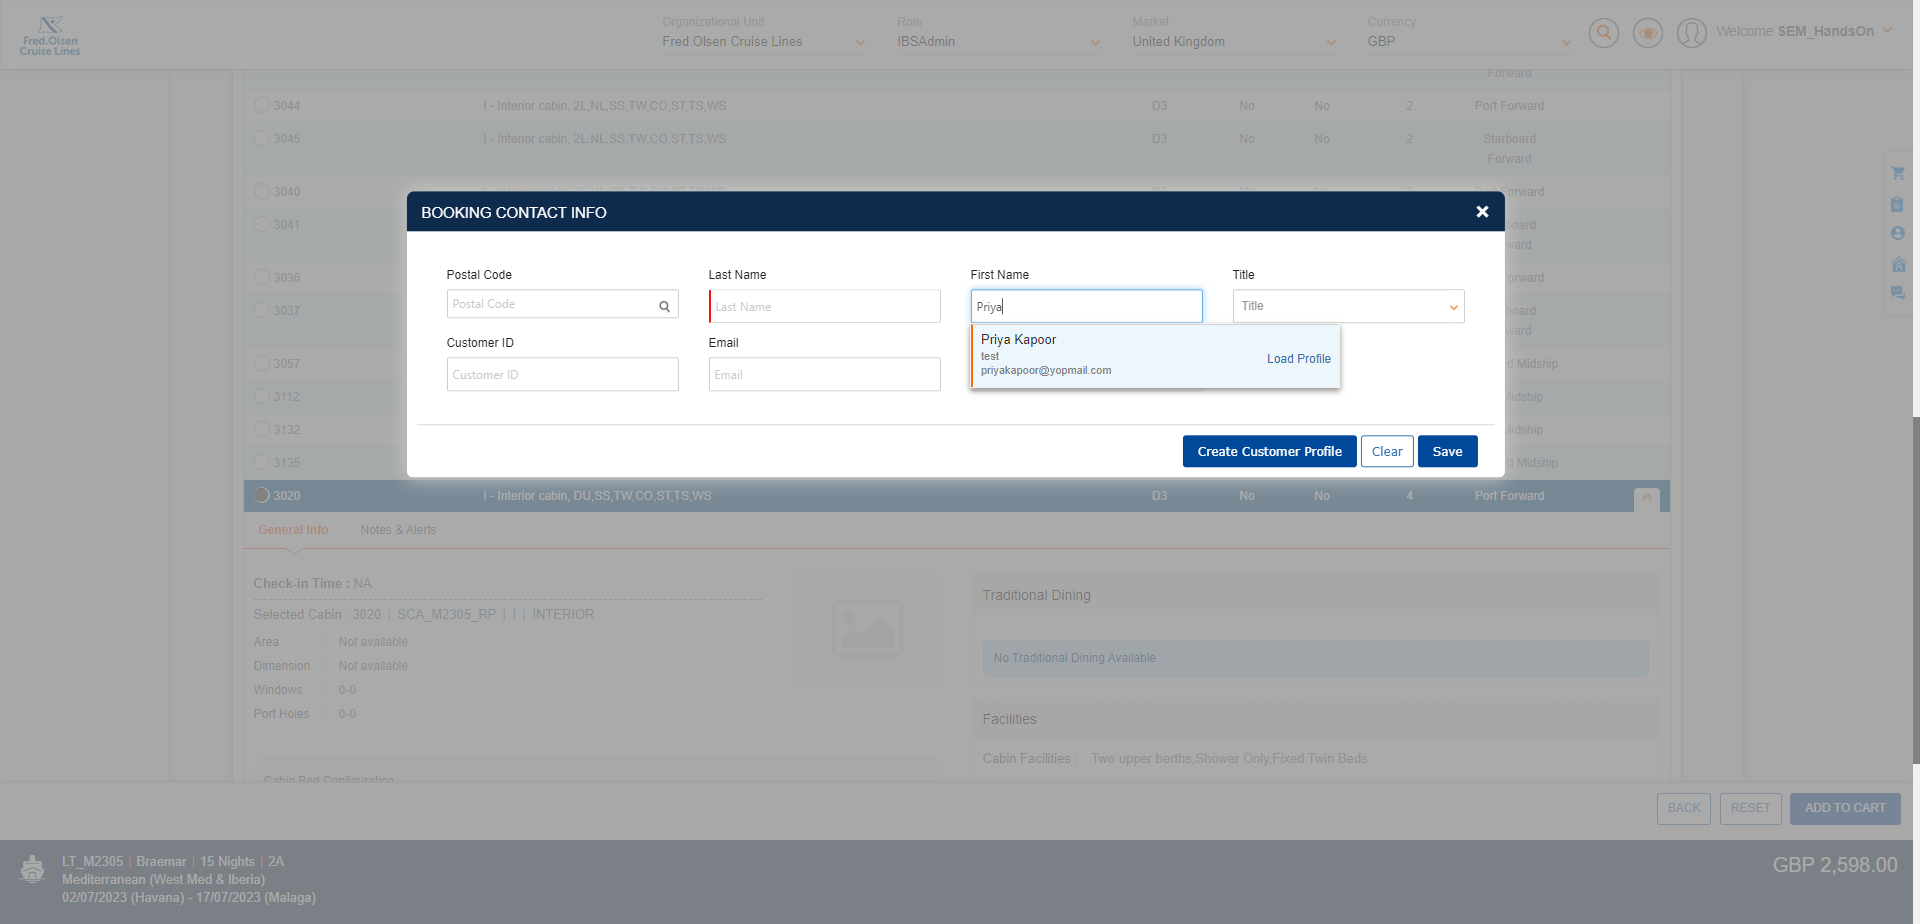 Fred.Olsen
Cruise Lines
Organizational Unit
Fred.Olsen Cruise Lines
Role
IBSAdmin
Market
United Kingdom
Currency
GBP
Welcome SEM_HandsOn
Forward
3044 I - Interior cabin, 2L,NL,SS,TW,CO,ST,TS,WS D3 No No 2 Port Forward
3045 I - Interior cabin, 2L,NL,SS,TW,CO,ST,TS,WS D3 No No 2 Starboard
Forward
3040
3041
3036
3037
3057
3112
3132
3135
BOOKING CONTACT INFO
Postal Code
Postal Code
Last Name
Last Name
First Name
Priya
Title
Title
Priya Kapoor
test
priyakapoor@yopmail.com
Load Profile
Customer ID
Customer ID
Email
Email
Create Customer Profile
Clear
Save
Midship
3020 I - Interior cabin, DU,SS,TW,CO,ST,TS,WS D3 No No 4 Port Forward
General Info
Notes & Alerts
Check-in Time : NA
Selected Cabin : 3020 | SCA_M2305_RP | I | INTERIOR
Area : Not available
Dimension : Not available
Windows : 0-0
Port Holes : 0-0
Cabin Bed Configuration
Traditional Dining
No Traditional Dining Available
Facilities
Cabin Facilities : Two upper berths,Shower Only,Fixed Twin Beds
BACK
RESET
ADD TO CART
LT_M2305 | Braemar | 15 Nights | 2A
Mediterranean (West Med & Iberia)
02/07/2023 (Havana) - 17/07/2023 (Malaga)
GBP 2,598.00